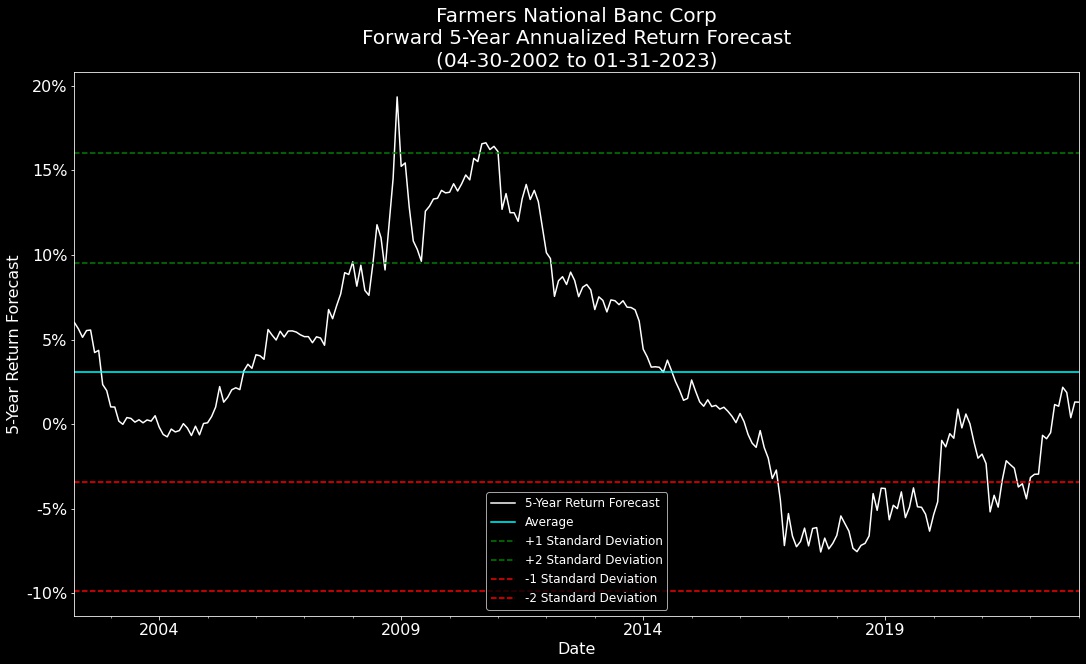 Farmers National Banc Corp
Forward 5-Year Annualized Return Forecast
(04-30-2002 to 01-31-2023)
5-Year Return Forecast
20%
15%
10%
5%
0%
-5%
-10%
5-Year Return Forecast
Average
+1 Standard Deviation
+2 Standard Deviation
-1 Standard Deviation
-2 Standard Deviation
2004
2009
2014
2019
Date